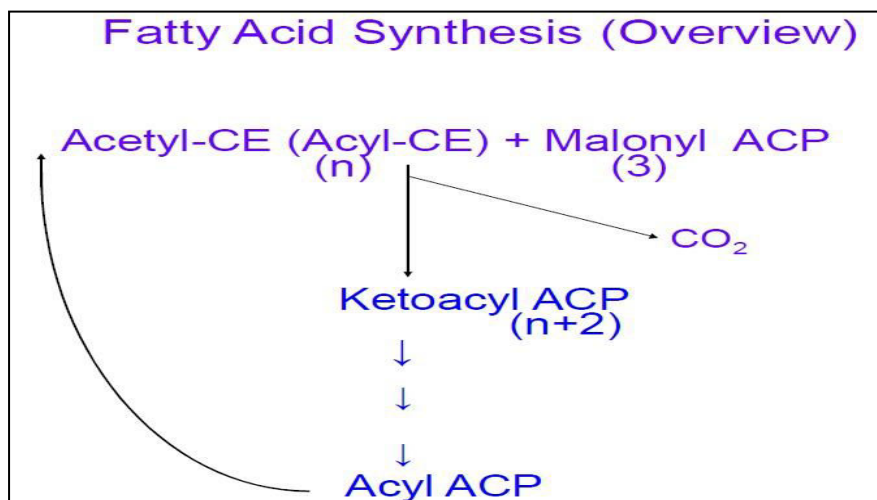 Fatty Acid Synthesis (Overview)
Acetyl-CE (Acyl-CE) + Malonyl ACP
(n) (3)
CO₂
Ketoacyl ACP
(n+2)
↓
↓
↓
Acyl ACP